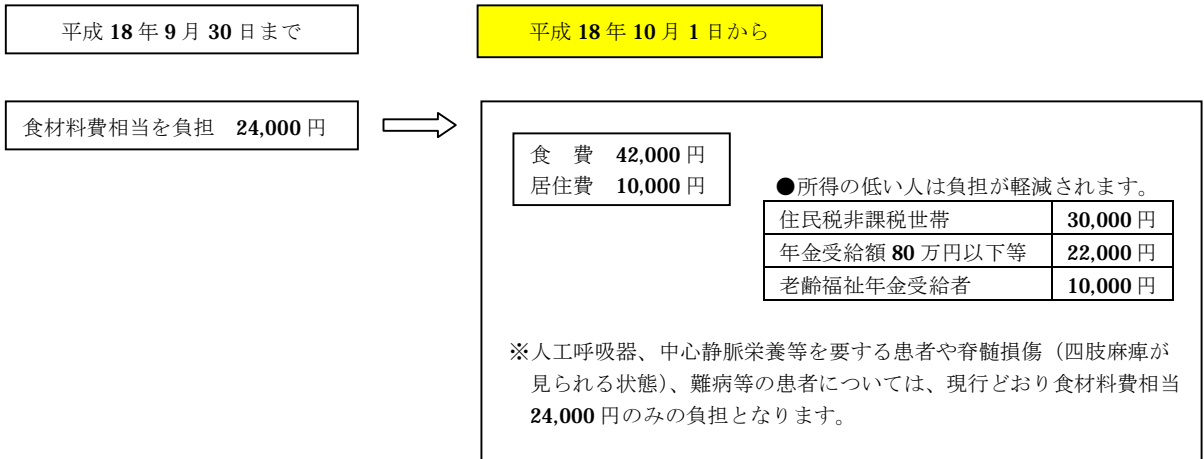 平成 18 年 9 月 30 日まで
平成 18 年 10 月 1 日から
食材料費相当を負担　24,000 円
食　費　42,000 円
居住費　10,000 円
●所得の低い人は負担が軽減されます。
住民税非課税世帯　30,000 円
年金受給額 80 万円以下等　22,000 円
老齢福祉年金受給者　10,000 円
※人工呼吸器、中心静脈栄養等を要する患者や脊髄損傷（四肢麻痺が
見られる状態）、難病等の患者については、現行どおり食材料費相当
24,000 円のみの負担となります。